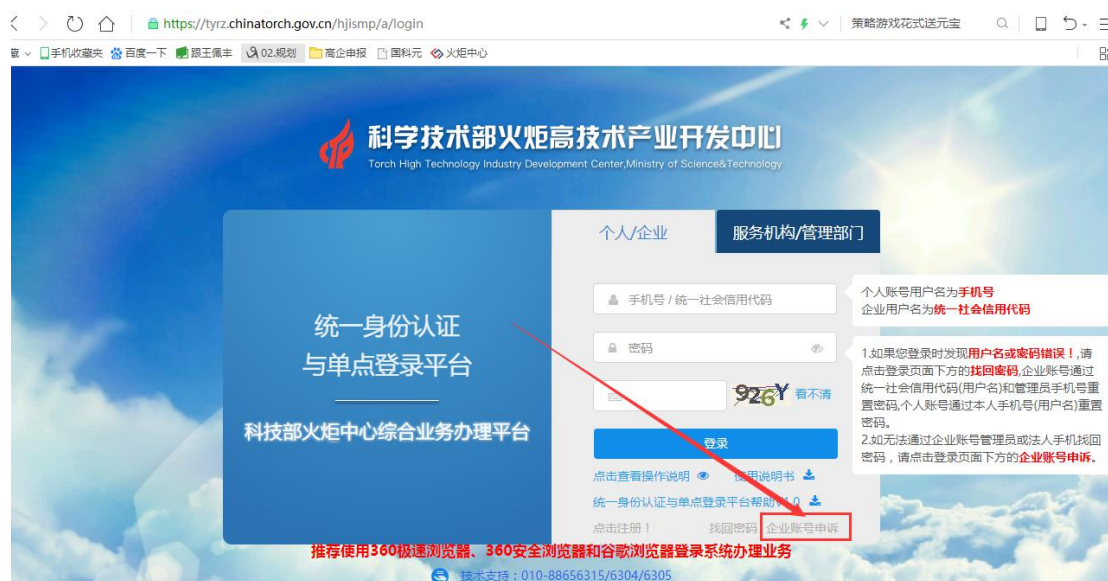 https://tyrz.chinatorch.gov.cn/hjismp/a/login
策略游戏花式送元宝
手机收藏夹 百度一下 跟王佩丰 02.规划 高企申报 国科元 火炬中心
科学技术部火炬高技术产业开发中心
Torch High Technology Industry Development Center,Ministry of Science&Technology
个人/企业
服务机构/管理部门
统一身份认证
与单点登录平台
科技部火炬中心综合业务办理平台
手机号 / 统一社会信用代码
密码
926Y 看不清
登录
点击查看操作说明 使用说明书
统一身份认证与单点登录平台帮助V1.0
点击注册！ 找回密码 企业账号申诉
个人账号用户名为手机号
企业用户名为统一社会信用代码
1.如果您登录时发现用户名或密码错误！,请
点击登录页面下方的找回密码,企业账号通过
统一社会信用代码(用户名)和管理员手机号重
置密码,个人账号通过本人手机号(用户名)重置
密码。
2.如无法通过企业账号管理员或法人手机找回
密码，请点击登录页面下方的企业账号申诉。
推荐使用360极速浏览器、360安全浏览器和谷歌浏览器登录系统办理业务
技术支持：010-88656315/6304/6305